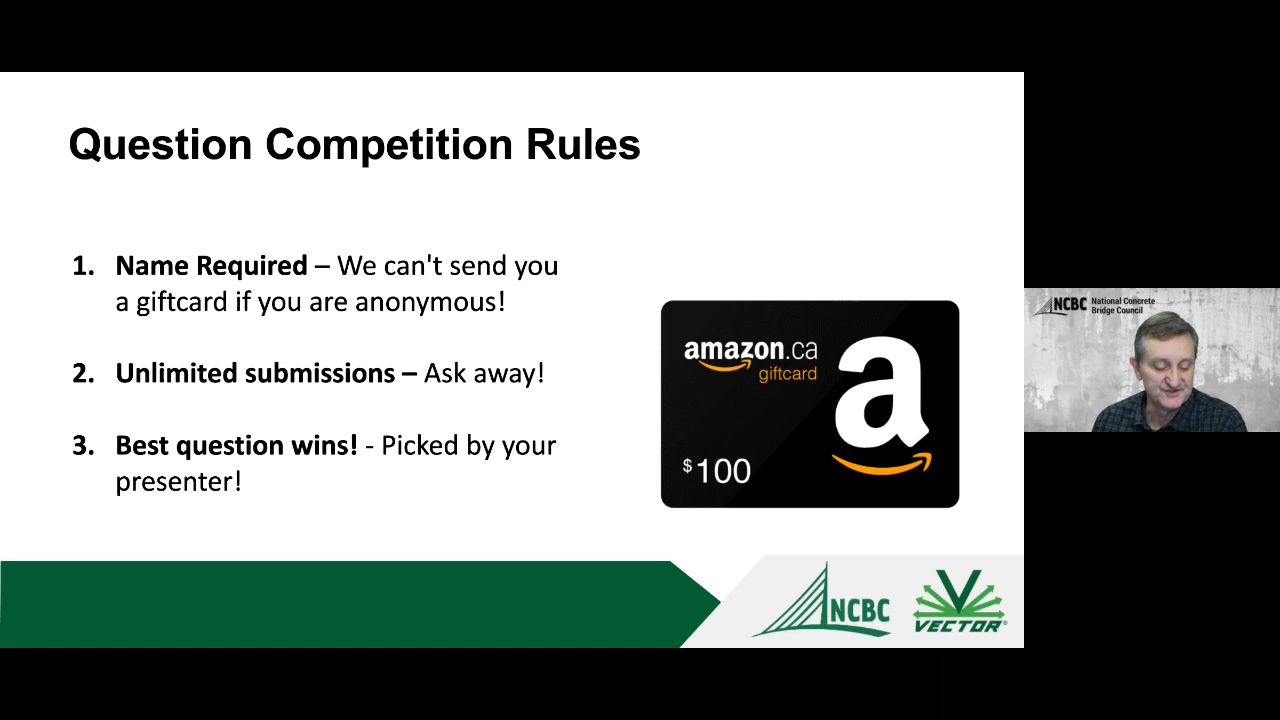 Question Competition Rules
1. Name Required – We can't send you
a giftcard if you are anonymous!
2. Unlimited submissions – Ask away!
3. Best question wins! - Picked by your
presenter!
amazon.ca
giftcard
a
$100
NCBC
VECTOR®
NCBC National Concrete
Bridge Council